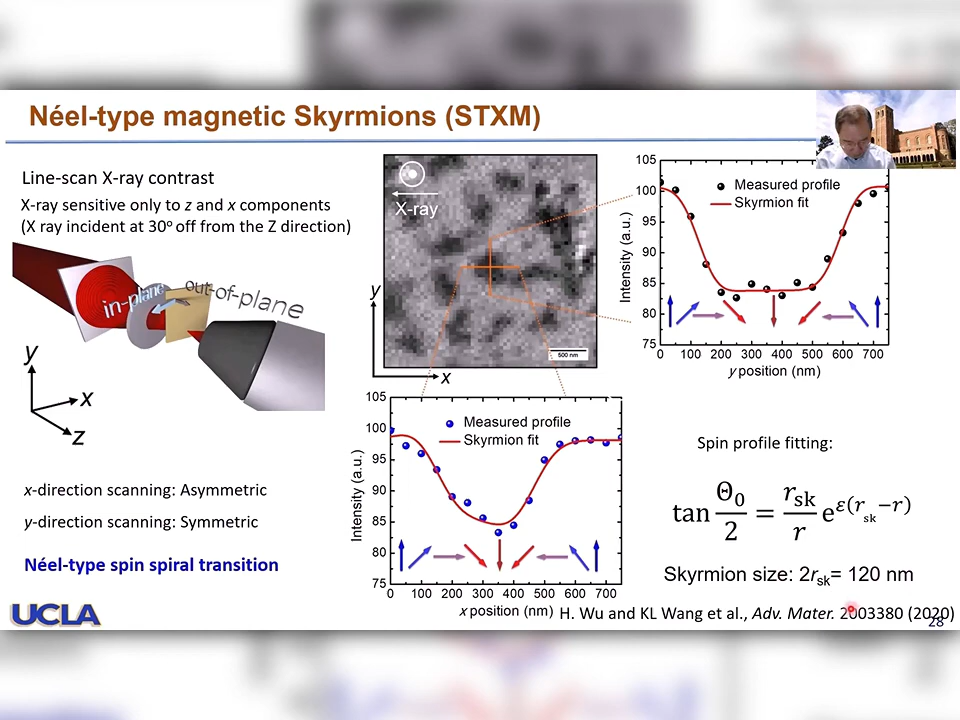 Néel-type magnetic Skyrmions (STXM)
Line-scan X-ray contrast
X-ray sensitive only to z and x components
(X ray incident at 30° off from the Z direction)
in-plane
out-of-plane
y
x
z
x-direction scanning: Asymmetric
y-direction scanning: Symmetric
Néel-type spin spiral transition
UCLA
X-ray
500 nm
y
x
105
100
95
90
85
80
75
Intensity (a.u.)
Measured profile
Skyrmion fit
0 100 200 300 400 500 600 700
y position (nm)
105
100
95
90
85
80
75
Intensity (a.u.)
Measured profile
Skyrmion fit
0 100 200 300 400 500 600 700
x position (nm)
Spin profile fitting:
tan Θ0/2 = rsk/r e^ε(rsk−r)
Skyrmion size: 2rsk= 120 nm
H. Wu and KL Wang et al., Adv. Mater. 2003380 (2020)
28